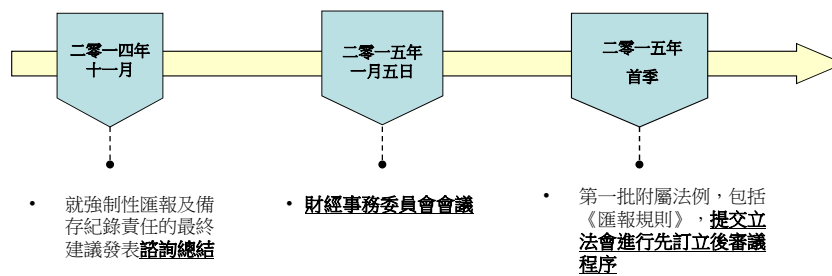 二零一四年
十一月
二零一五年
一月五日
二零一五年
首季
• 就強制性匯報及備
存紀錄責任的最終
建議發表諮詢總結
• 財經事務委員會會議
• 第一批附屬法例，包括
《匯報規則》，提交立
法會進行先訂立後審議
程序